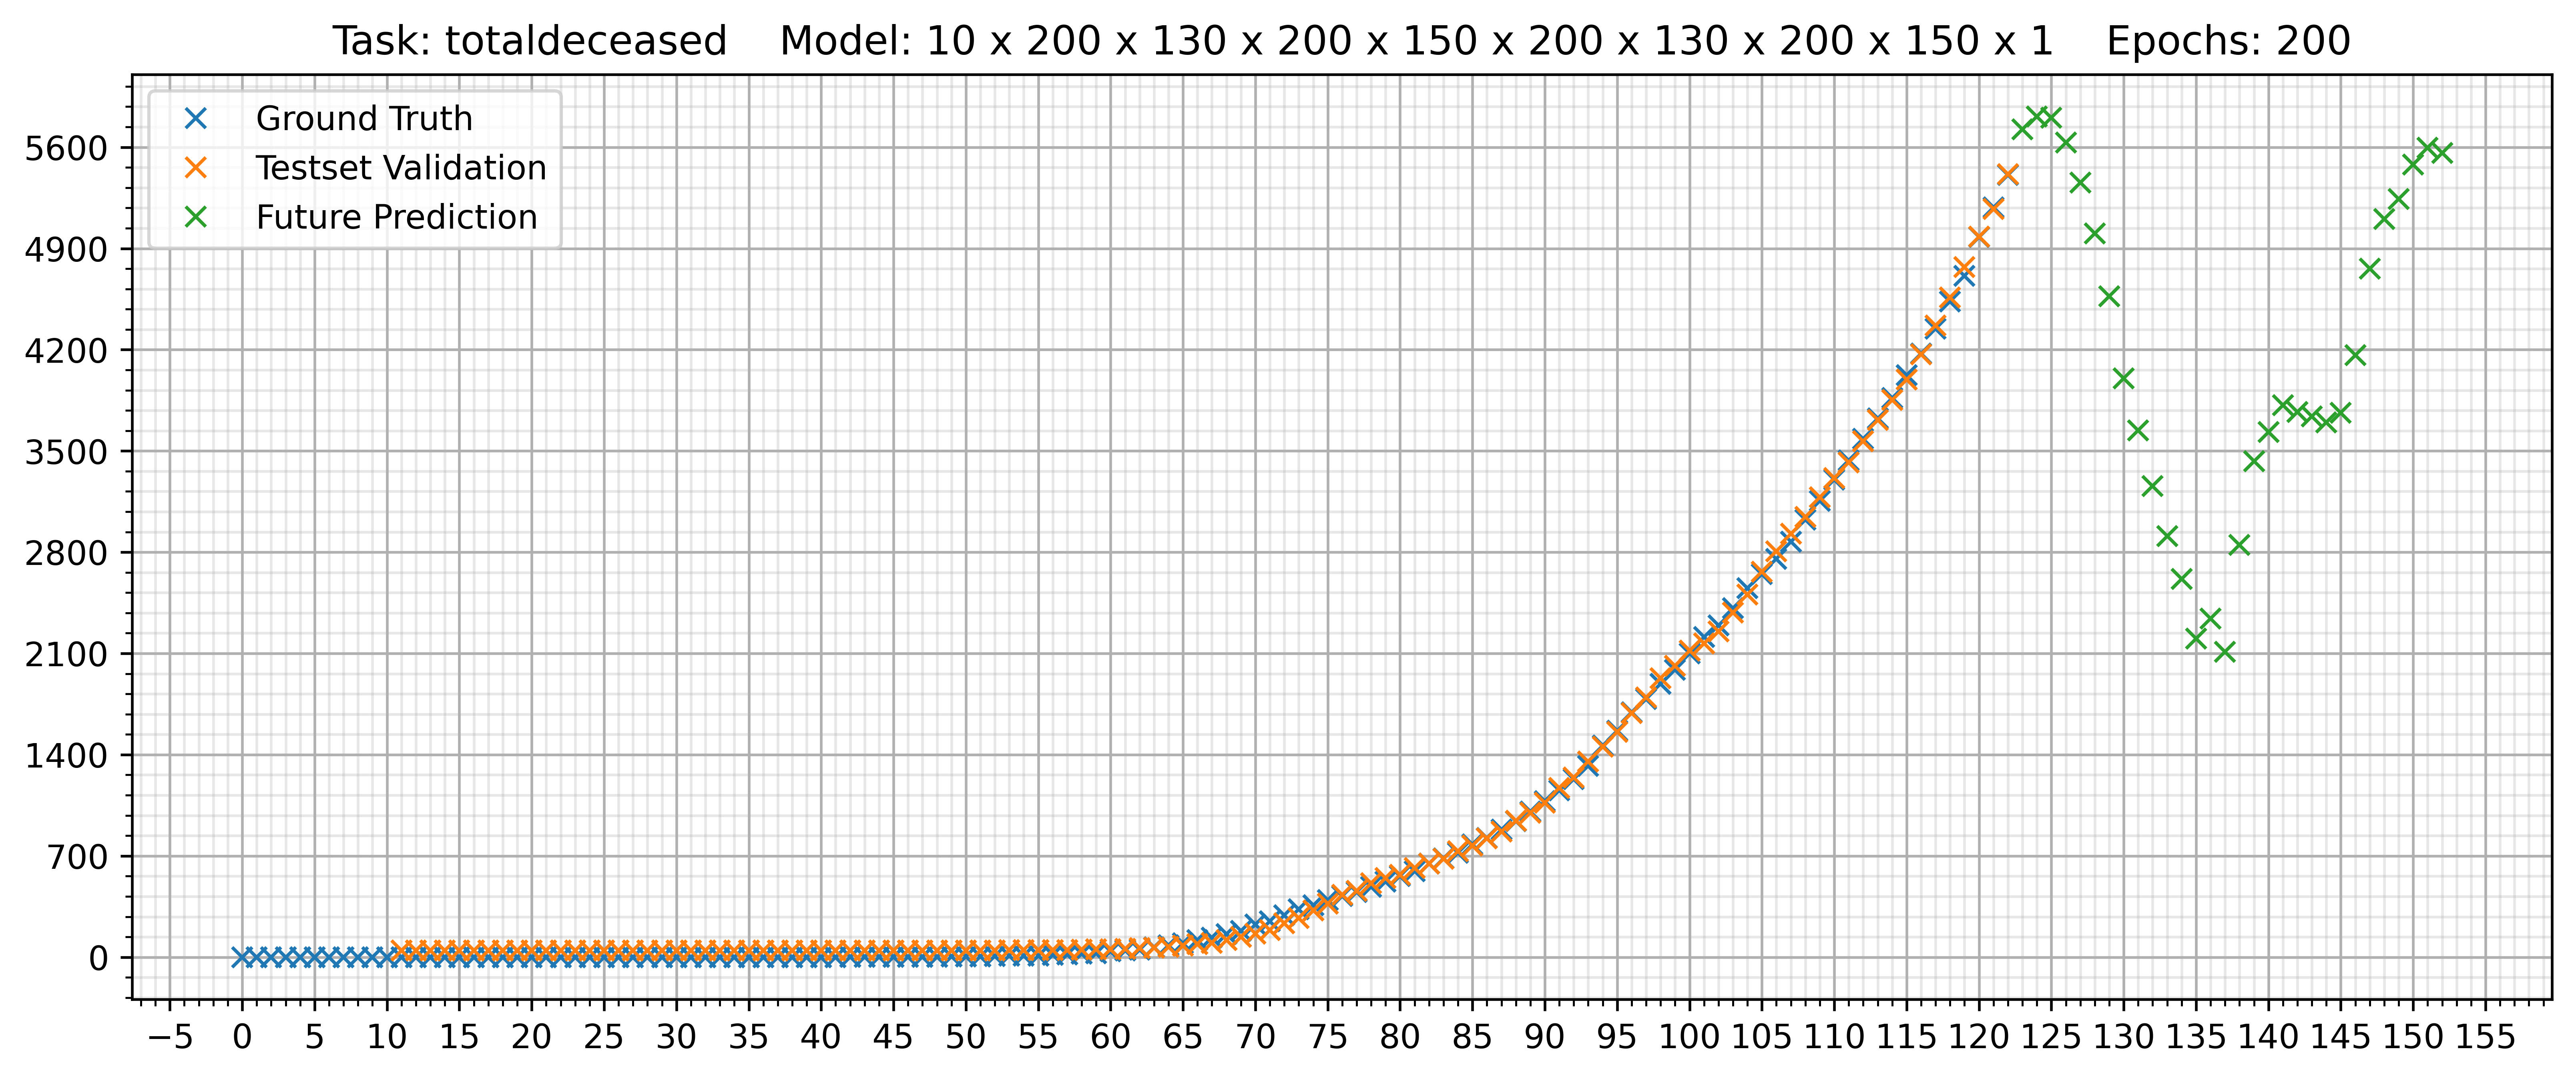 Task: totaldeceased    Model: 10 x 200 x 130 x 200 x 150 x 200 x 130 x 200 x 150 x 1    Epochs: 200
Ground Truth
Testset Validation
Future Prediction
5600
4900
4200
3500
2800
2100
1400
700
0
−5 0 5 10 15 20 25 30 35 40 45 50 55 60 65 70 75 80 85 90 95 100 105 110 115 120 125 130 135 140 145 150 155